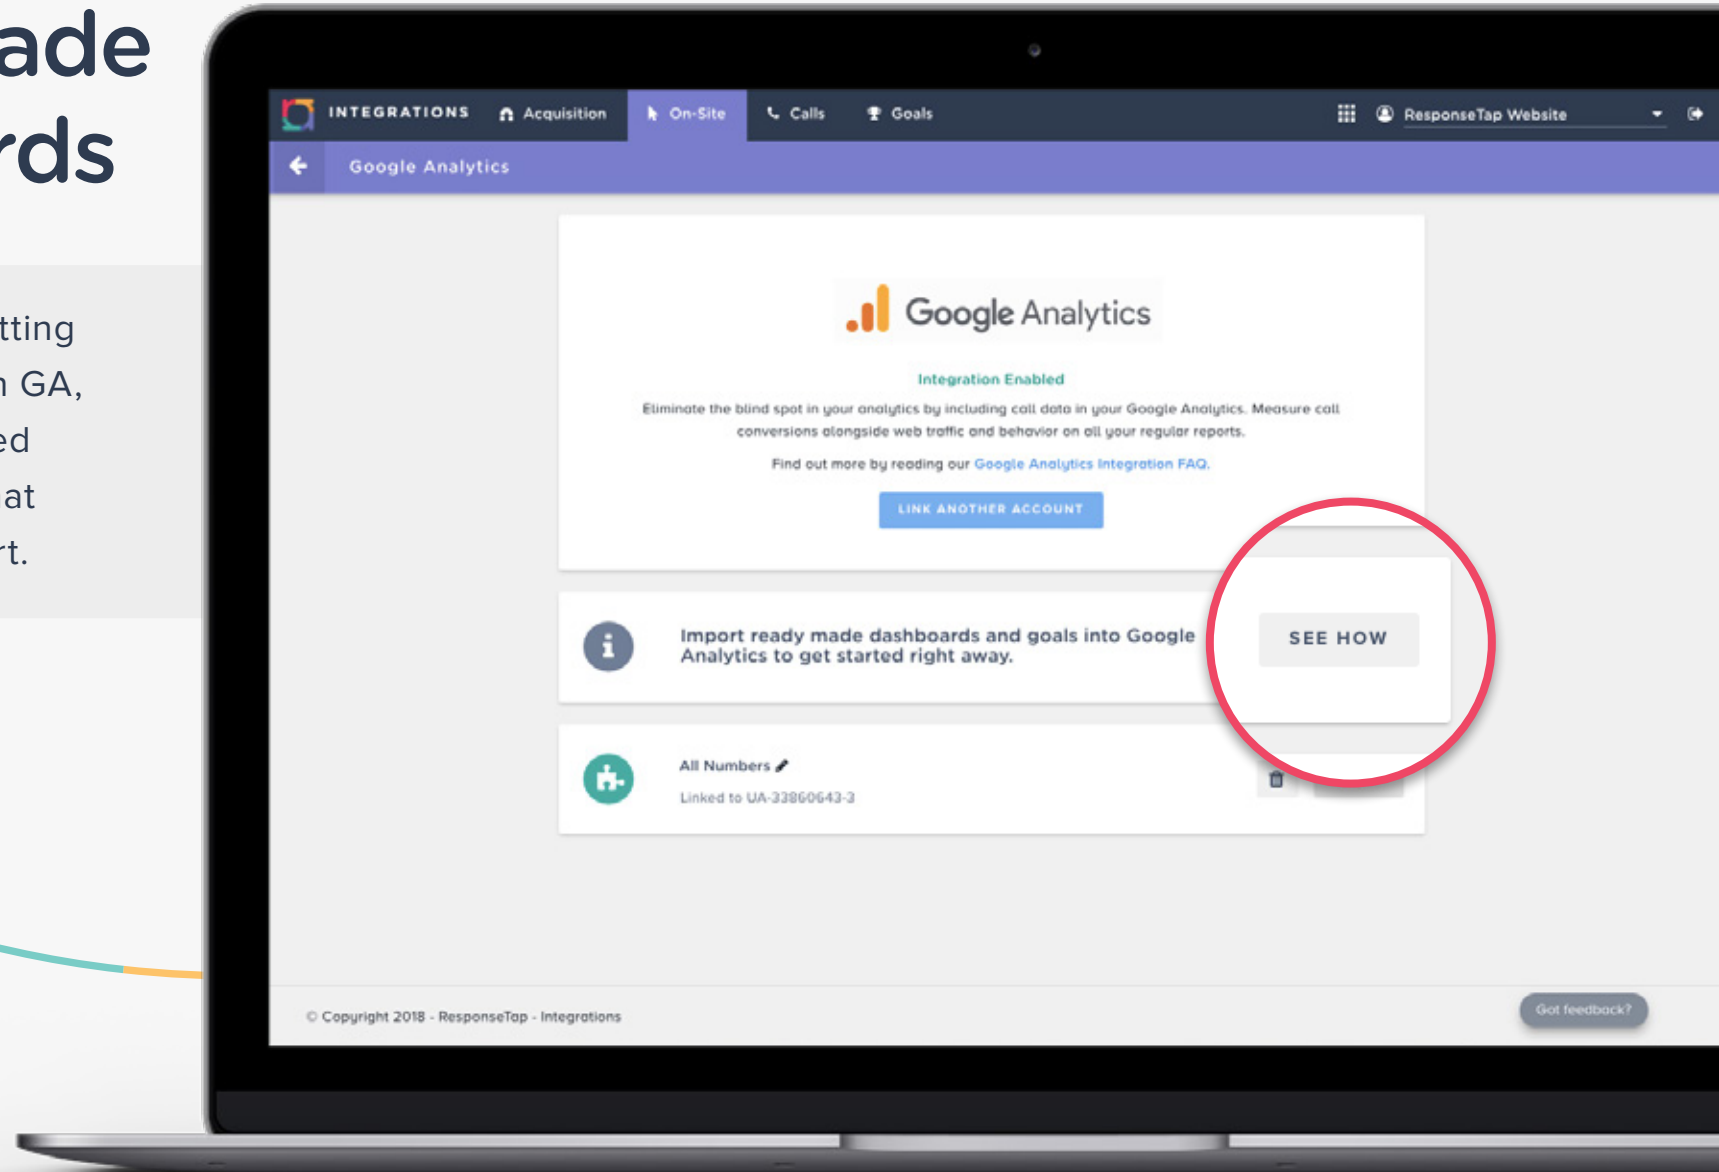 ade
rds
tting
n GA,
ed
at
rt.
INTEGRATIONS Acquisition On-Site Calls Goals ResponseTap Website
Google Analytics
Google Analytics
Integration Enabled
Eliminate the blind spot in your analytics by including call data in your Google Analytics. Measure call
conversions alongside web traffic and behavior on all your regular reports.
Find out more by reading our Google Analytics Integration FAQ.
LINK ANOTHER ACCOUNT
Import ready made dashboards and goals into Google
Analytics to get started right away.
SEE HOW
All Numbers
Linked to UA-33860643-3
© Copyright 2018 - ResponseTap - Integrations
Got feedback?